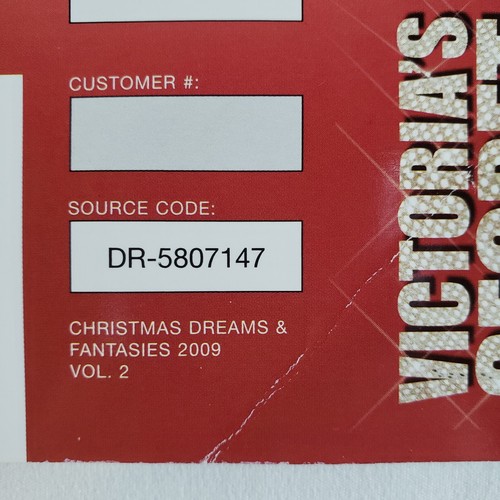 CUSTOMER #:
SOURCE CODE:
DR-5807147
CHRISTMAS DREAMS &
FANTASIES 2009
VOL. 2
VICTORIA'S